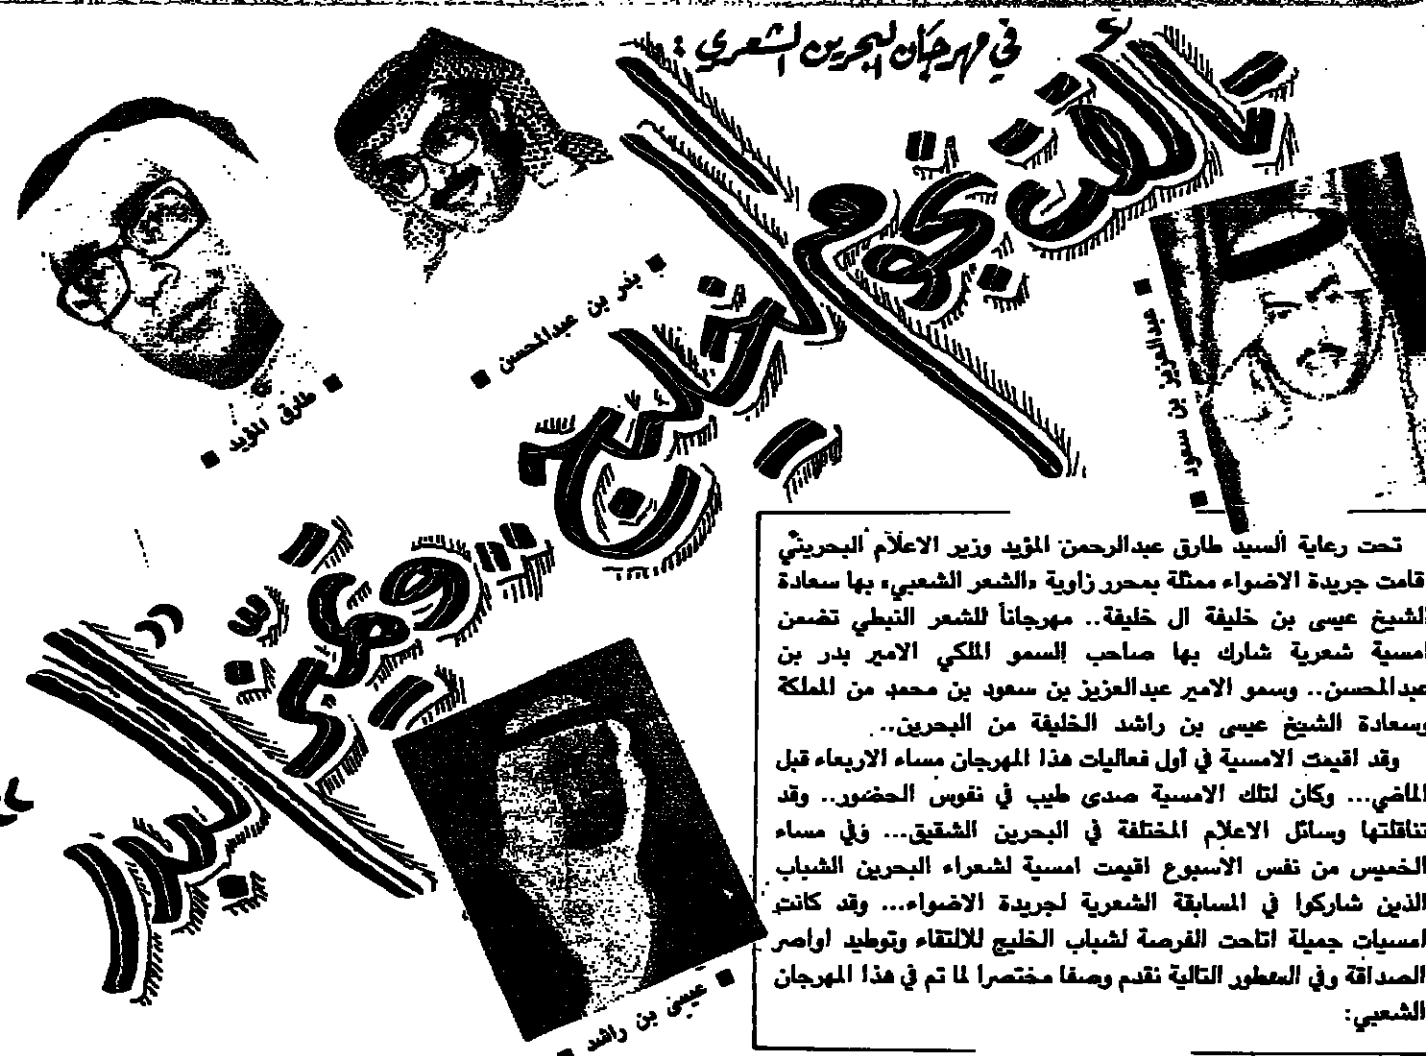 في مهرجان البحرين الشعري :
تألق نجوم الخليج
■ بدر بن عبدالمحسن ■
■ طارق المؤيد ■
■ عبدالعزيز بن سعود ■
■ عيسى بن راشد ■
تحت رعاية السيد طارق عبدالرحمن المؤيد وزير الاعلام البحريني
قامت جريدة الاضواء ممثلة بمحرر زاوية «الشعر الشعبي» بها سعادة
الشيخ عيسى بن خليفة ال خليفة.. مهرجاناً للشعر النبطي تضمن
امسية شعرية شارك بها صاحب السمو الملكي الامير بدر بن
عبدالمحسن.. وسمو الامير عبدالعزيز بن سعود بن محمد من المملكة
وسعادة الشيخ عيسى بن راشد الخليفة من البحرين..
وقد اقيمت الامسية في أول فعاليات هذا المهرجان مساء الاربعاء قبل
الماضي... وكان لتلك الامسية صدى طيب في نفوس الحضور.. وقد
تناقلتها وسائل الاعلام المختلفة في البحرين الشقيق... وفي مساء
الخميس من نفس الاسبوع اقيمت امسية لشعراء البحرين الشباب
الذين شاركوا في المسابقة الشعرية لجريدة الاضواء... وقد كانت
امسيات جميلة اتاحت الفرصة لشباب الخليج للالتقاء وتوطيد اواصر
الصداقة وفي السطور التالية نقدم وصفا مختصرا لما تم في هذا المهرجان
الشعبي: